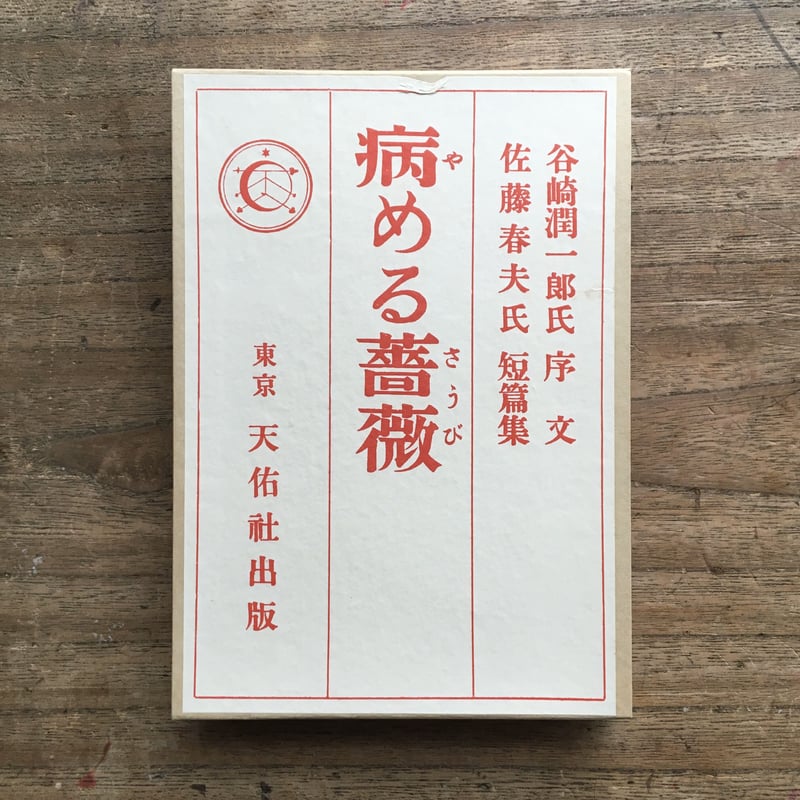 谷崎潤一郎氏 序文
佐藤春夫氏 短篇集
病める薔薇
や
さうび
東京 天佑社出版